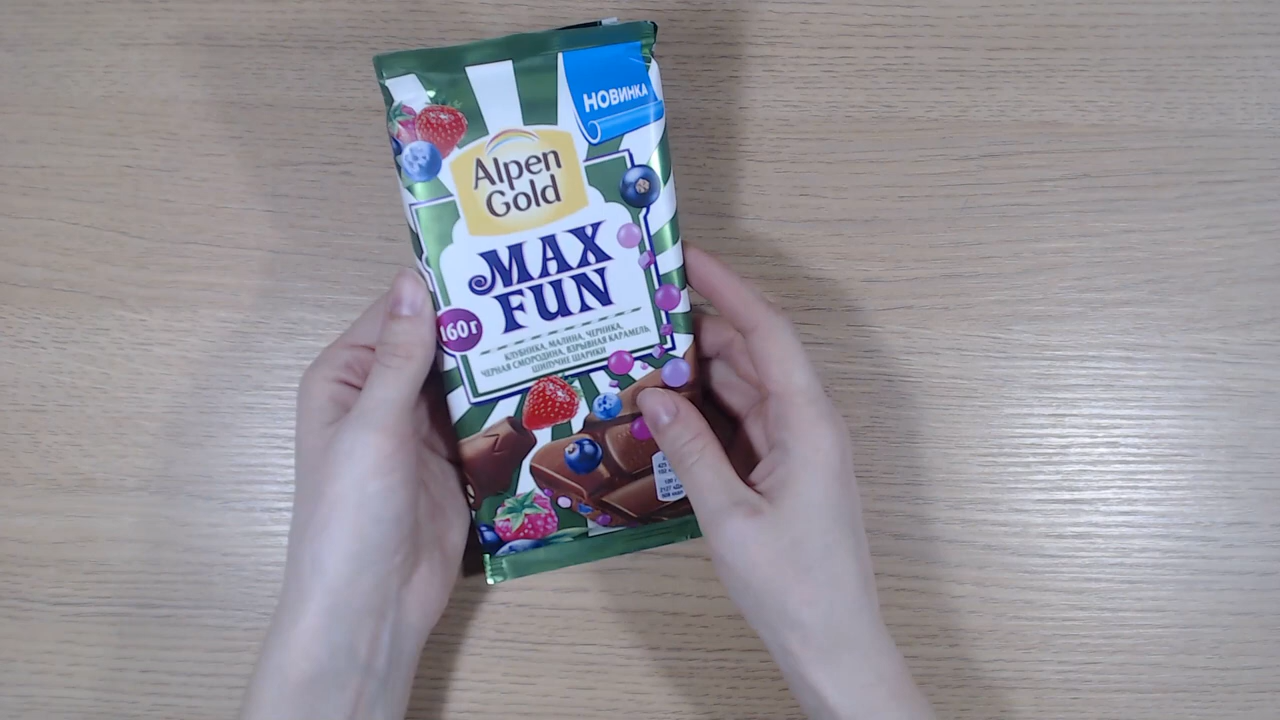 НОВИНКА
Alpen
Gold
MAX
FUN
160г
КЛУБНИКА, МАЛИНА, ЧЕРНИКА,
ЧЕРНАЯ СМОРОДИНА, ВЗРЫВНАЯ КАРАМЕЛЬ,
ШИПУЧИЕ ШАРИКИ